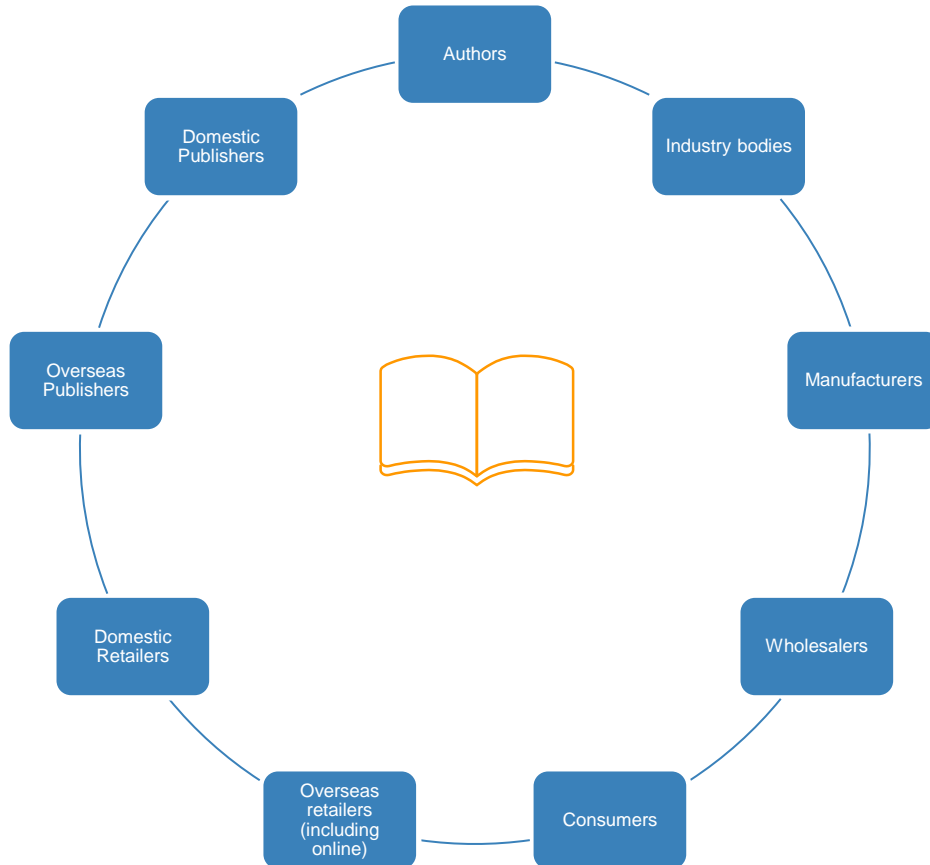 Authors
Industry bodies
Manufacturers
Wholesalers
Consumers
Overseas
retailers
(including
online)
Domestic
Retailers
Overseas
Publishers
Domestic
Publishers